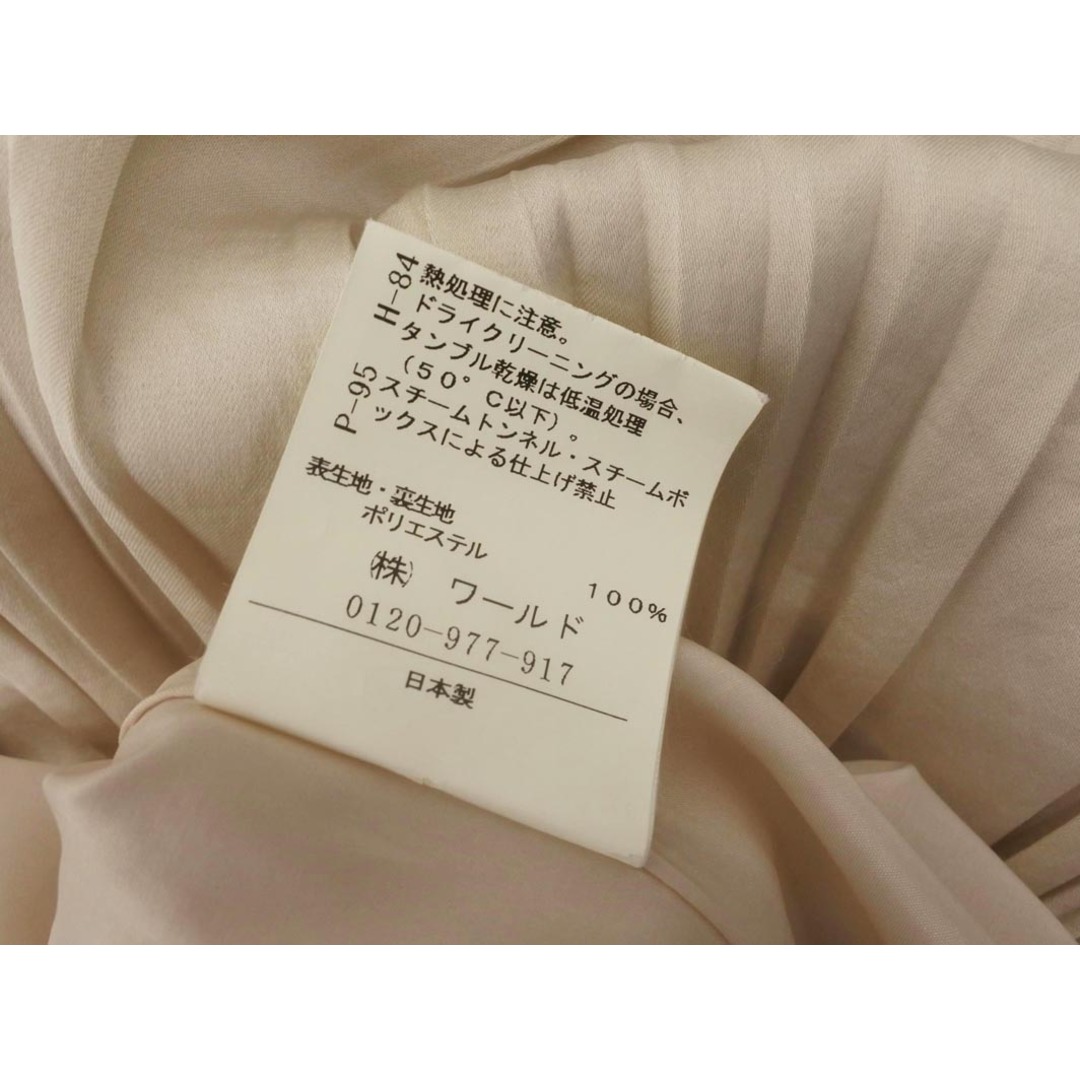 H-84
P-95
熱処理に注意。
ドライクリーニングの場合、
タンブル乾燥は低温処理
(50°C以下)。
スチームトンネル・スチームボ
ックスによる仕上げ禁止
表生地・裏生地
ポリエステル 100%
㈱ ワールド
0120-977-917
日本製